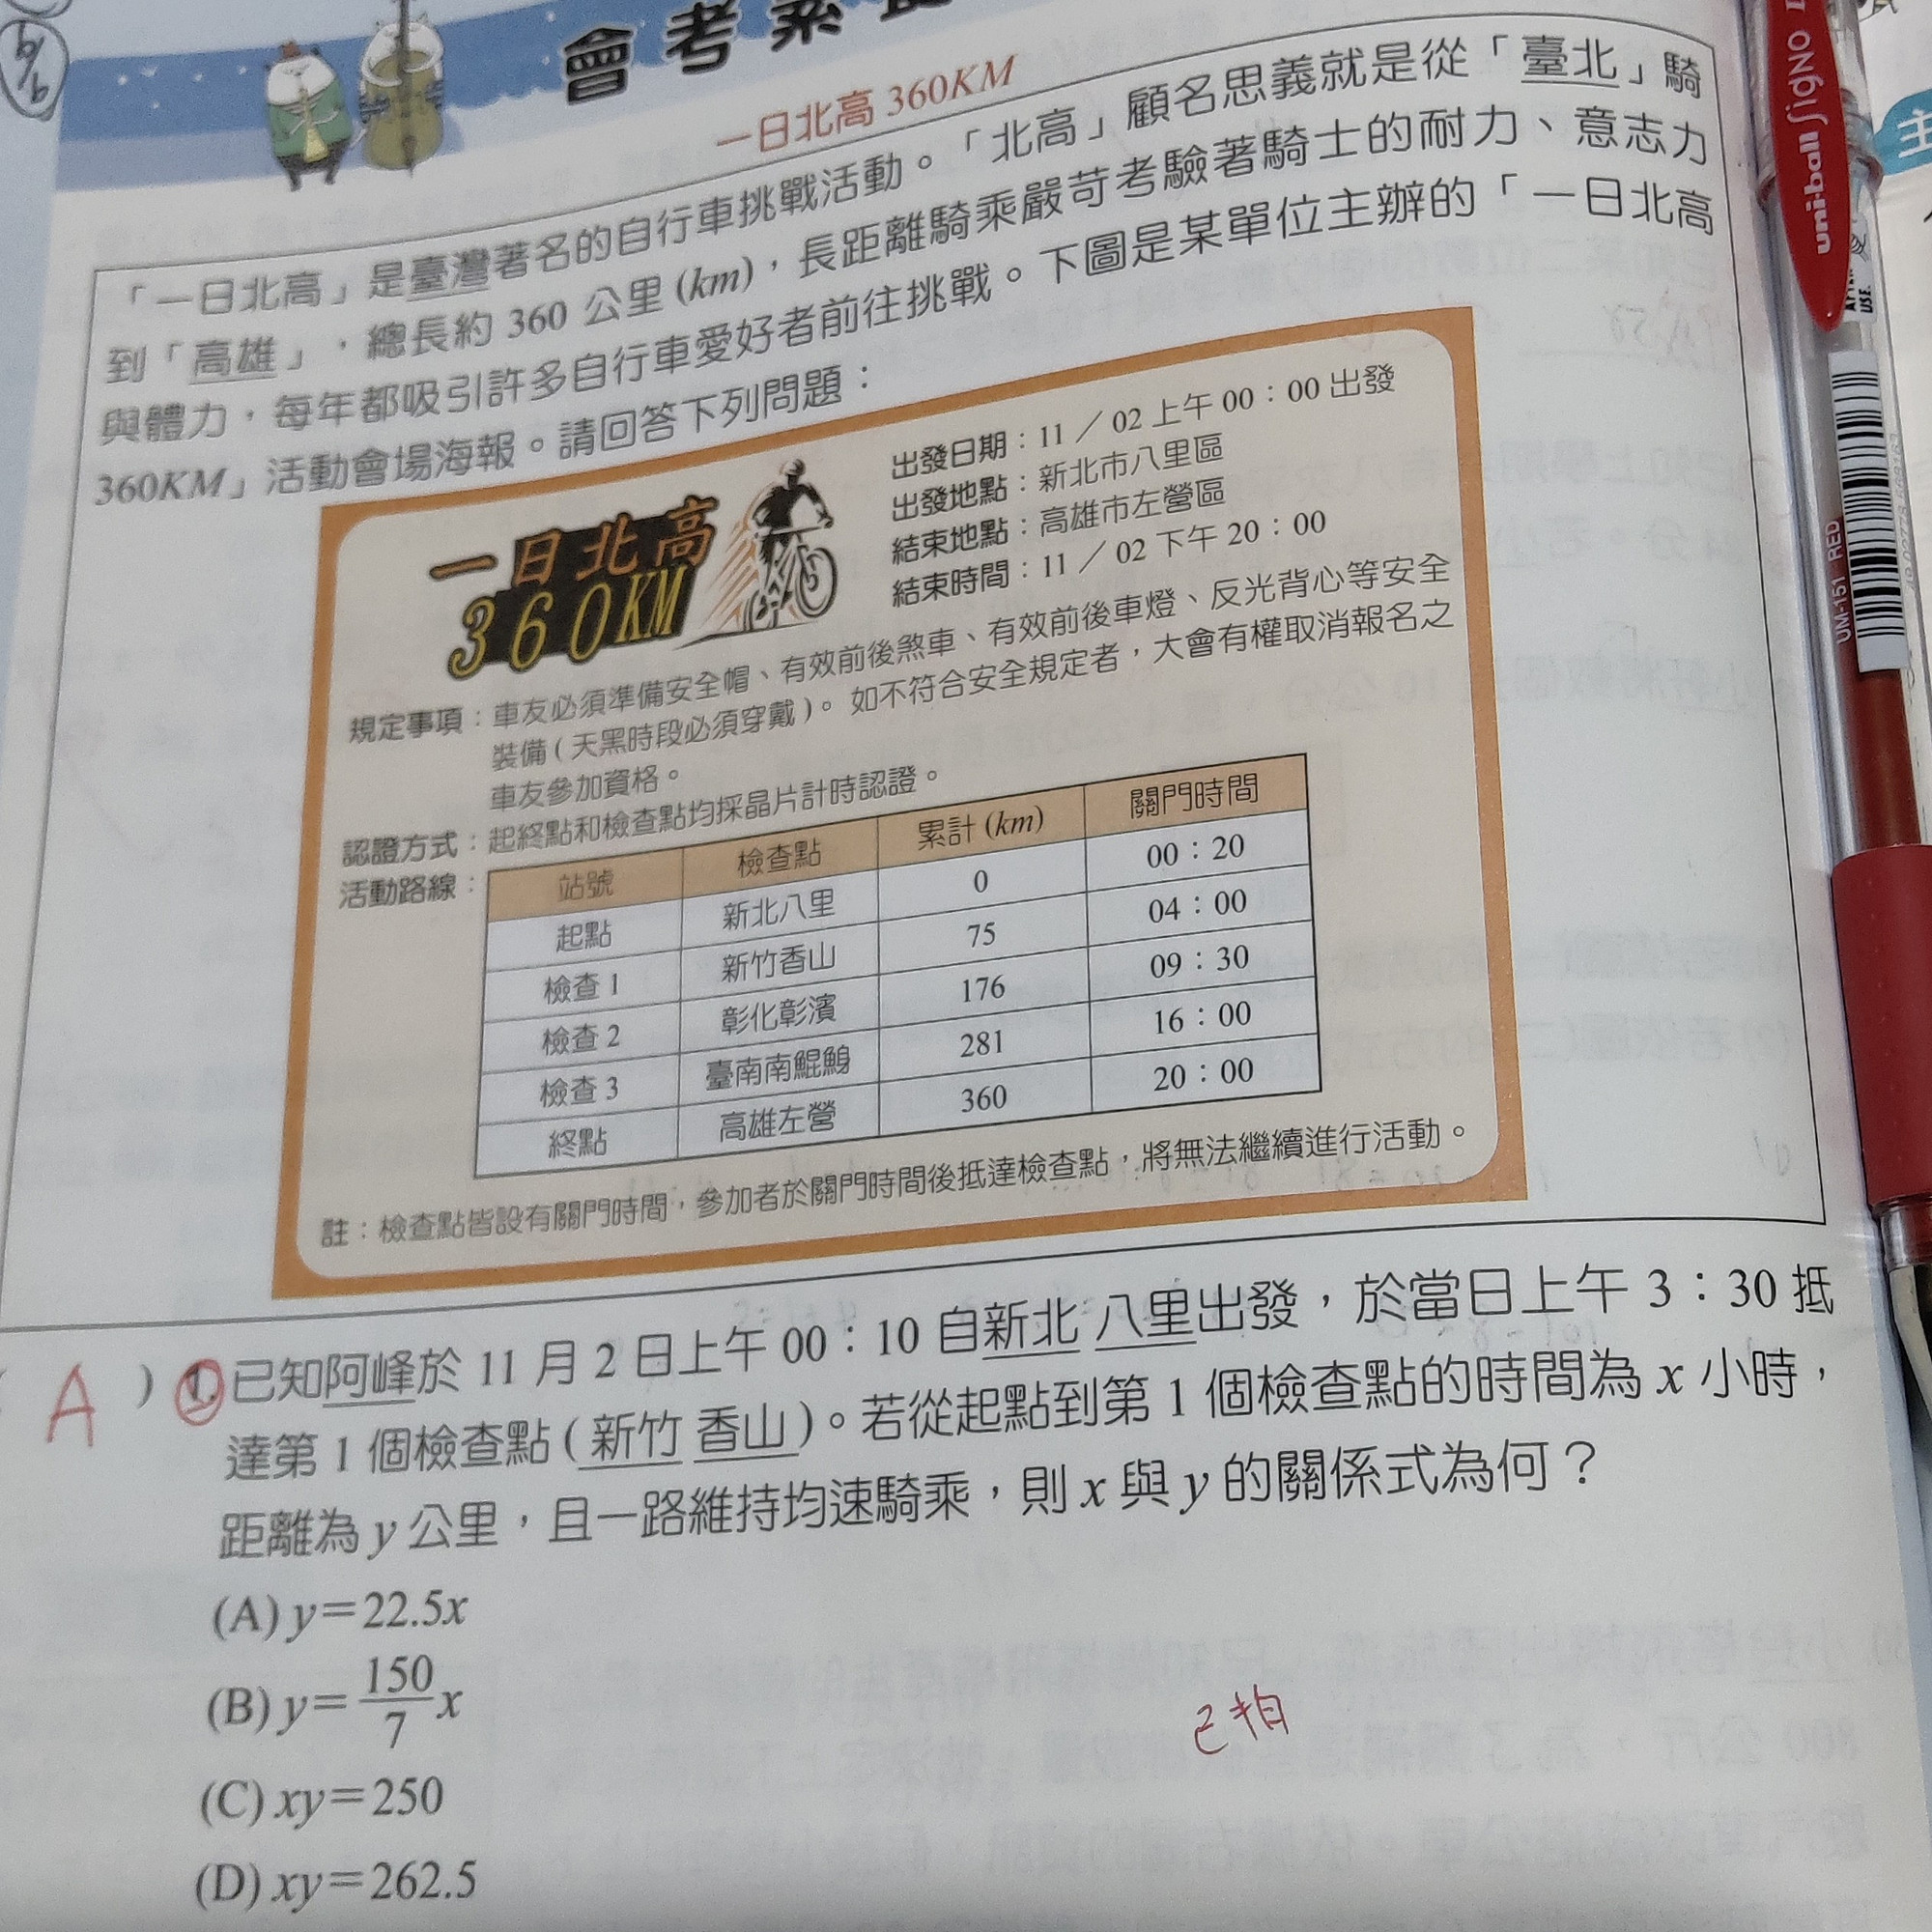 會考素
一日北高 360KM
「一日北高」是臺灣著名的自行車挑戰活動。「北高」顧名思義就是從「臺北」騎
到「高雄」,總長約 360 公里 (km),長距離騎乘嚴苛考驗著騎士的耐力、意志力
與體力,每年都吸引許多自行車愛好者前往挑戰。下圖是某單位主辦的「一日北高
360KM」活動會場海報。請回答下列問題:
一日北高
360KM
出發日期:11/02 上午 00:00 出發
出發地點:新北市八里區
結束地點:高雄市左營區
結束時間:11/02 下午 20:00
規定事項:車友必須準備安全帽、有效前後煞車、有效前後車燈、反光背心等安全
裝備(天黑時段必須穿戴)。如不符合安全規定者,大會有權取消報名之
車友參加資格。
認證方式:起終點和檢查點均採晶片計時認證。
活動路線:
站號 檢查點 累計 (km) 關門時間
起點 新北八里 0 00:20
檢查 1 新竹香山 75 04:00
檢查 2 彰化彰濱 176 09:30
檢查 3 臺南南鯤鯓 281 16:00
終點 高雄左營 360 20:00
註:檢查點皆設有關門時間,參加者於關門時間後抵達檢查點,將無法繼續進行活動。
A ) 1. 已知阿峰於 11 月 2 日上午 00:10 自新北 八里出發,於當日上午 3:30 抵
達第 1 個檢查點(新竹 香山)。若從起點到第 1 個檢查點的時間為 x 小時,
距離為 y 公里,且一路維持均速騎乘,則 x 與 y 的關係式為何?
(A) y=22.5x
(B) y=150/7 x
(C) xy=250
(D) xy=262.5
已拍
uni-ball SigNO
UM-151 RED
USE.
主